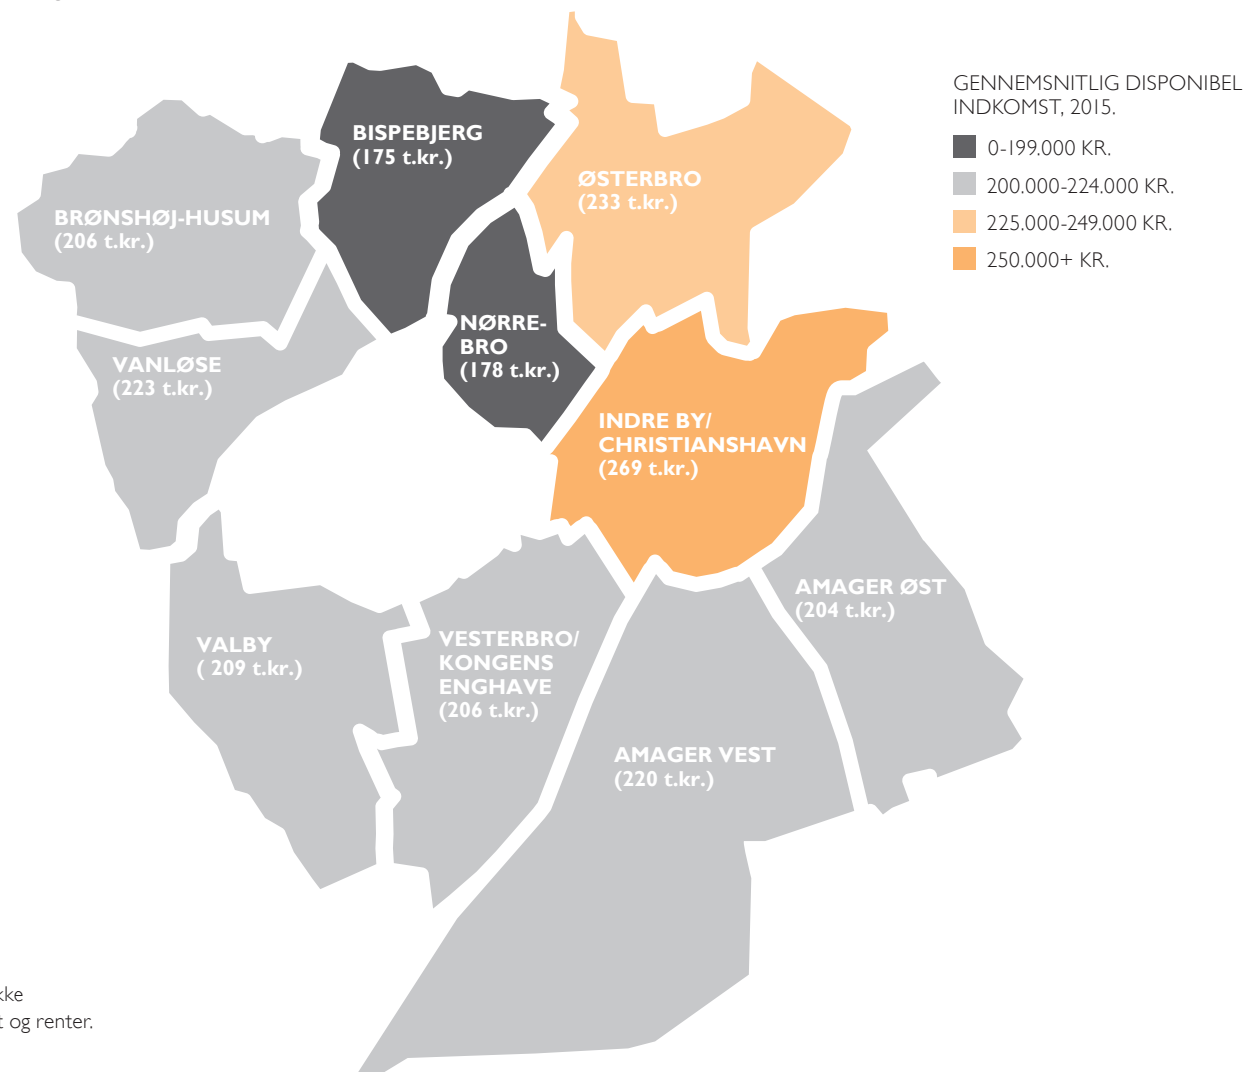 GENNEMSNITLIG DISPONIBEL
INDKOMST, 2015.
0-199.000 KR.
200.000-224.000 KR.
225.000-249.000 KR.
250.000+ KR.
BISPEBJERG
(175 t.kr.)
ØSTERBRO
(233 t.kr.)
BRØNSHØJ-HUSUM
(206 t.kr.)
NØRRE-
BRO
(178 t.kr.)
VANLØSE
(223 t.kr.)
INDRE BY/
CHRISTIANSHAVN
(269 t.kr.)
AMAGER ØST
(204 t.kr.)
VALBY
( 209 t.kr.)
VESTERBRO/
KONGENS
ENGHAVE
(206 t.kr.)
AMAGER VEST
(220 t.kr.)
og renter.